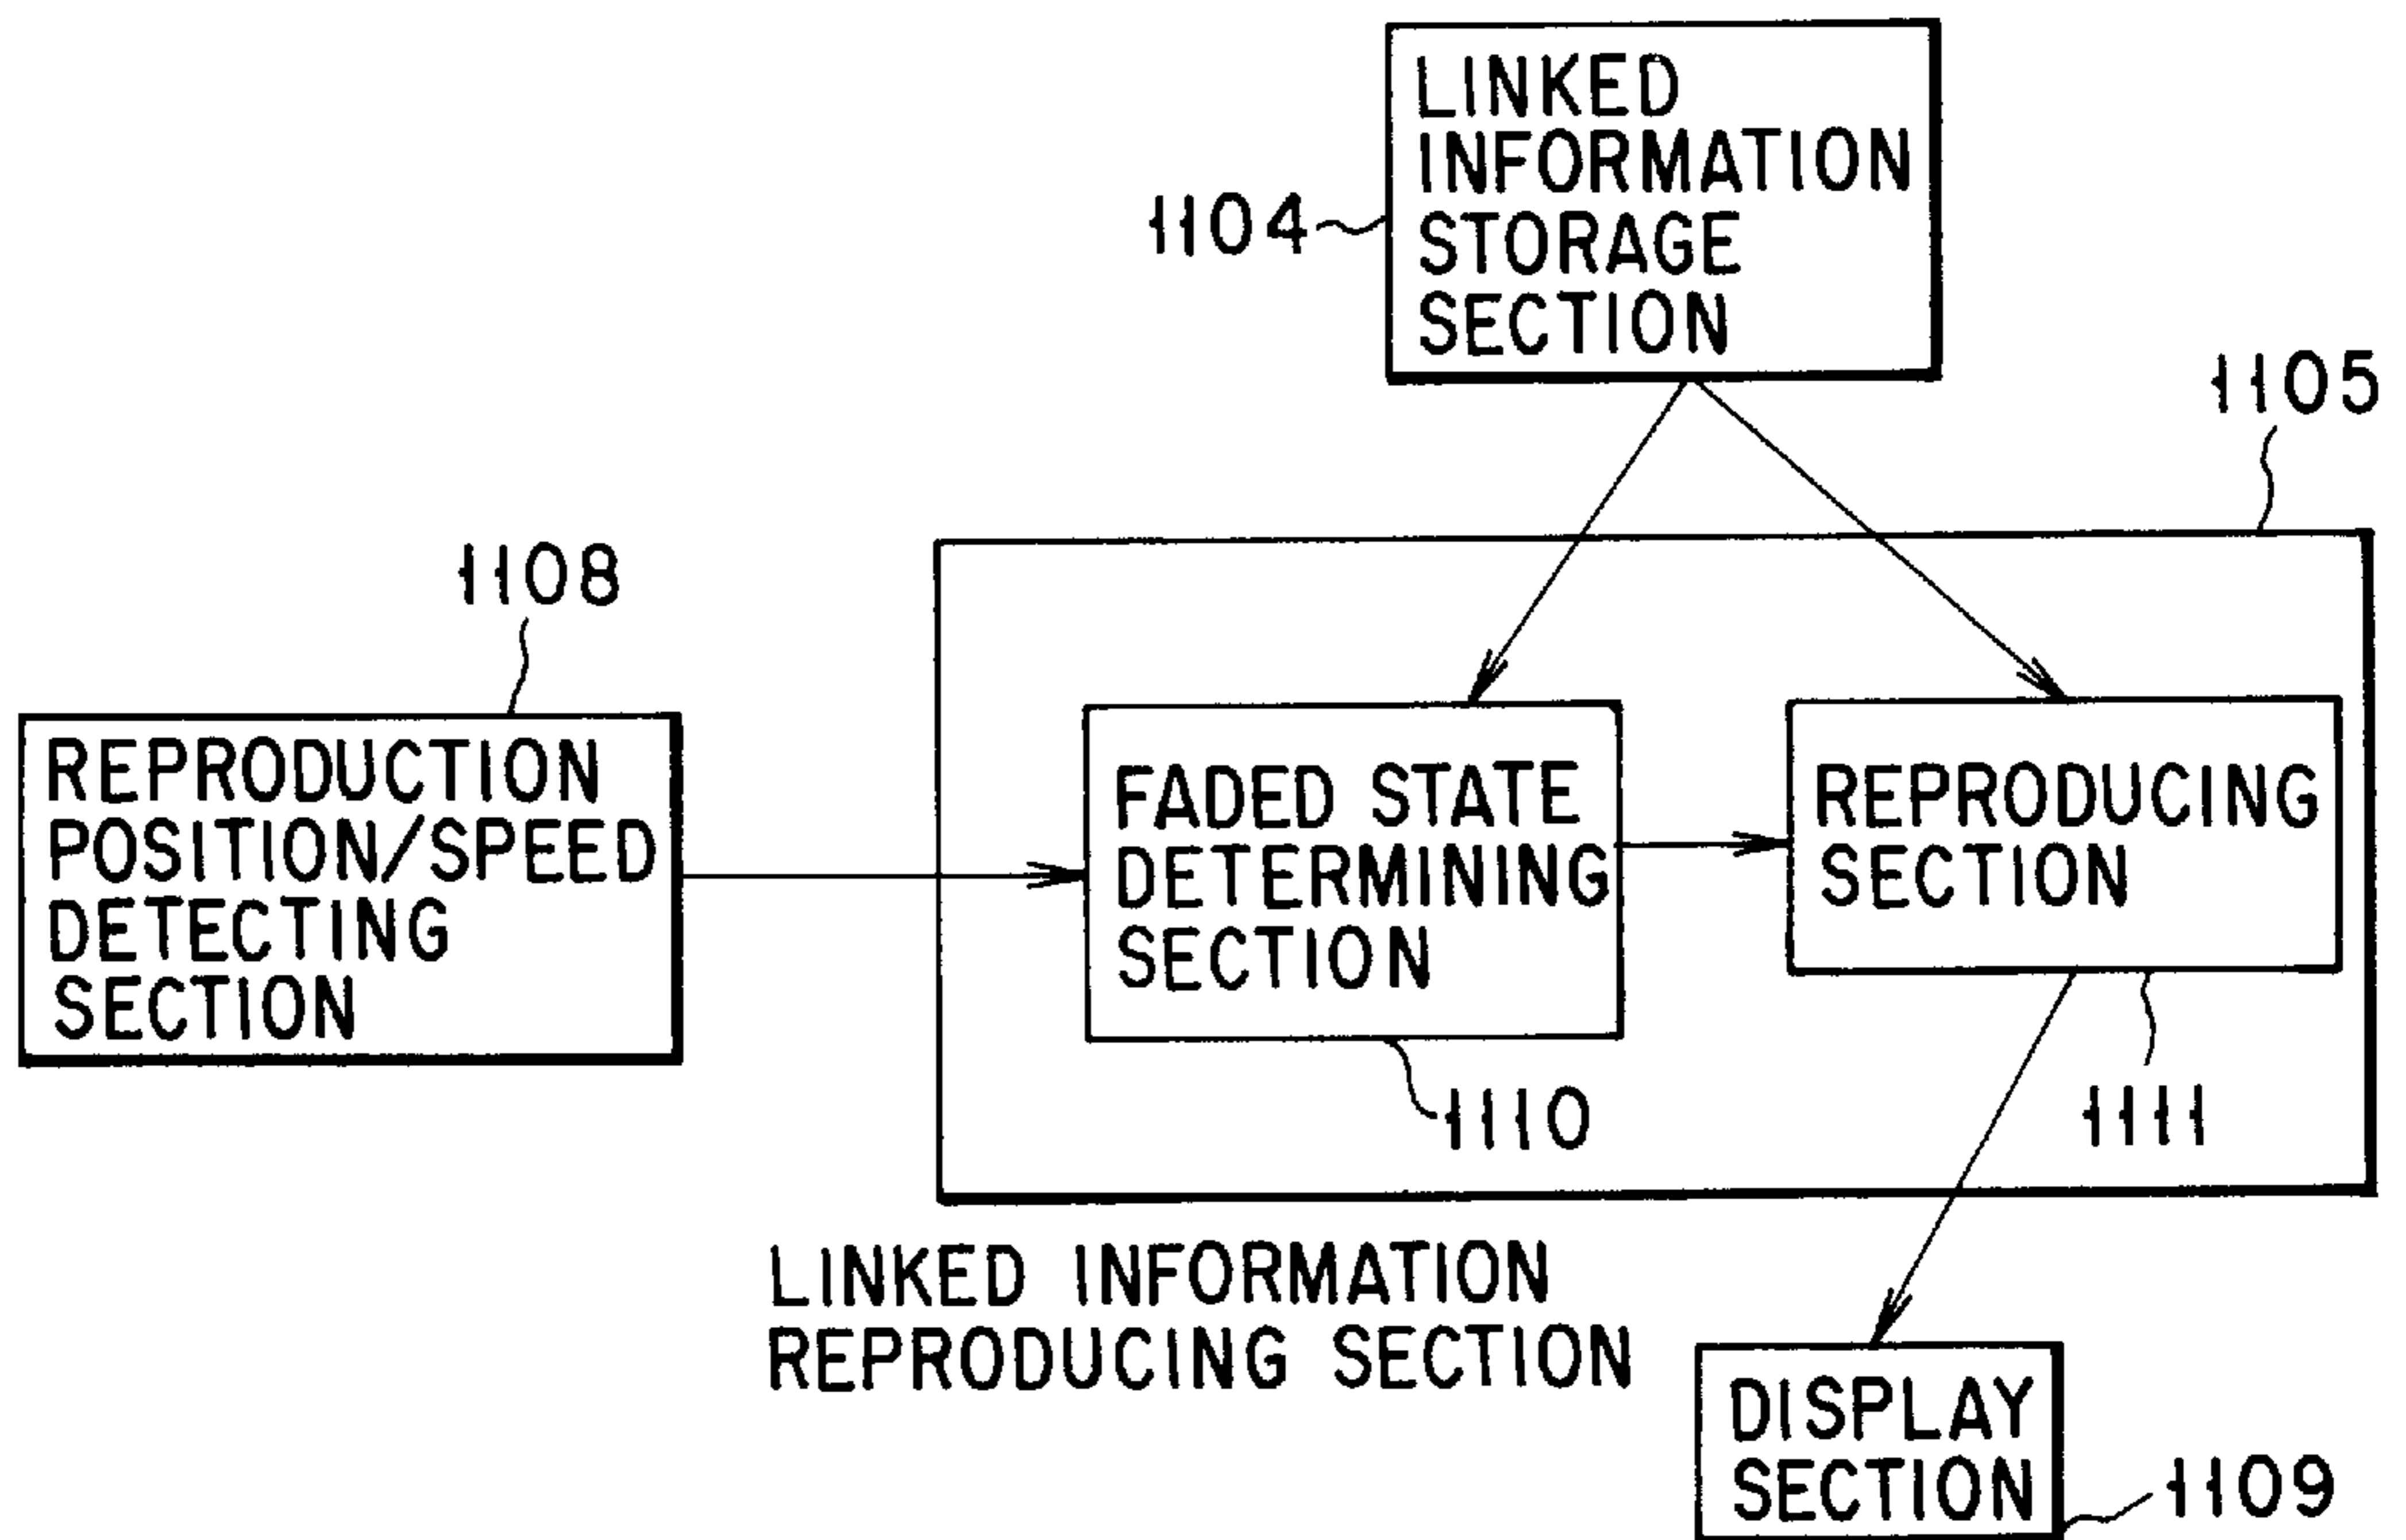 LINKED
INFORMATION
STORAGE
SECTION
1104
1105
1108
REPRODUCTION
POSITION/SPEED
DETECTING
SECTION
FADED STATE
DETERMINING
SECTION
REPRODUCING
SECTION
1110
1111
LINKED INFORMATION
REPRODUCING SECTION
DISPLAY
SECTION
1109